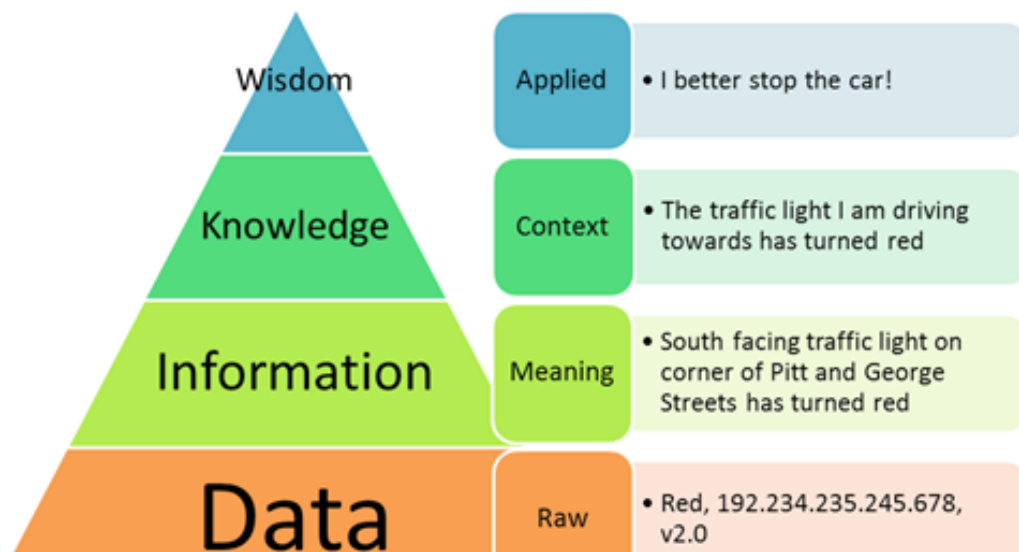 Wisdom
Applied
• I better stop the car!
Knowledge
Context
• The traffic light I am driving
towards has turned red
Information
Meaning
• South facing traffic light on
corner of Pitt and George
Streets has turned red
Data
Raw
• Red, 192.234.235.245.678,
v2.0